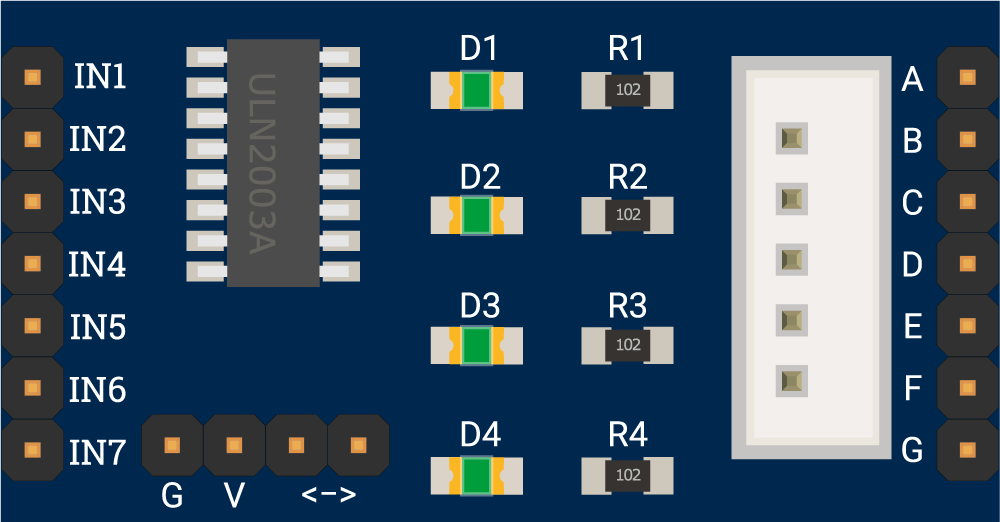 IN1
IN2
IN3
IN4
IN5
IN6
IN7
ULN2003A
G V <->
D1 R1
102
D2 R2
102
D3 R3
102
D4 R4
102
A
B
C
D
E
F
G